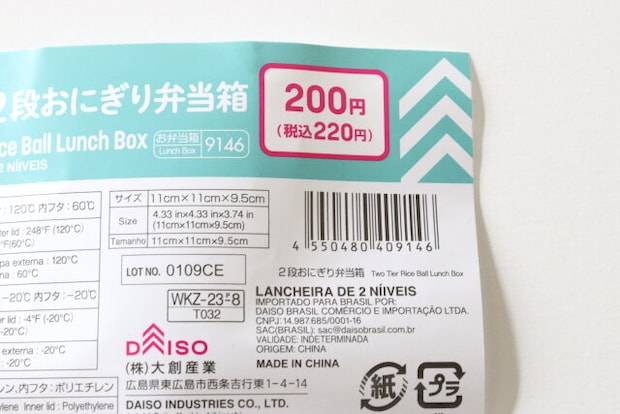 2段おにぎり弁当箱
200円
(税込220円)
ice Ball Lunch Box
お弁当箱
Lunch Box
9146
2 NÍIVEIS
: 120℃ 内フタ : 60℃
er lid : 248°F (120°C)
°F(60°C)
pa externa : 120°C
na : 60°C
-20℃ 内フタ : -20℃
er lid : -4°F (-20°C)
-20°C)
externa : -20°C
: -20°C
サイズ 11cm×11cm×9.5cm
Size 4.33 in×4.33 in×3.74 in
(11cm×11cm×9.5cm)
Tamanho 11cm×11cm×9.5cm
4 550480 409146
LOT NO. 0109CE
WKZ-23
8
T032
2段おにぎり弁当箱 Two Tier Rice Ball Lunch Box
LANCHEIRA DE 2 NÍIVEIS
IMPORTADO PARA BRASIL POR:
DAISO BRASIL COMÉRCIO E IMPORTAÇÃO LTDA.
CNPJ: 14.987.685/0001-16
SAC(BRASIL): sac@daisobrasil.com.br
VALIDADE: INDETERMINADA
ORIGEM: CHINA
MADE IN CHINA
DAISO
(株)大創産業
広島県東広島市西条吉行東1-4-14
DAISO INDUSTRIES CO., LTD.
レン, 内フタ : ポリエチレン
ylene Inner lid : Polyethylene
紙
プラ